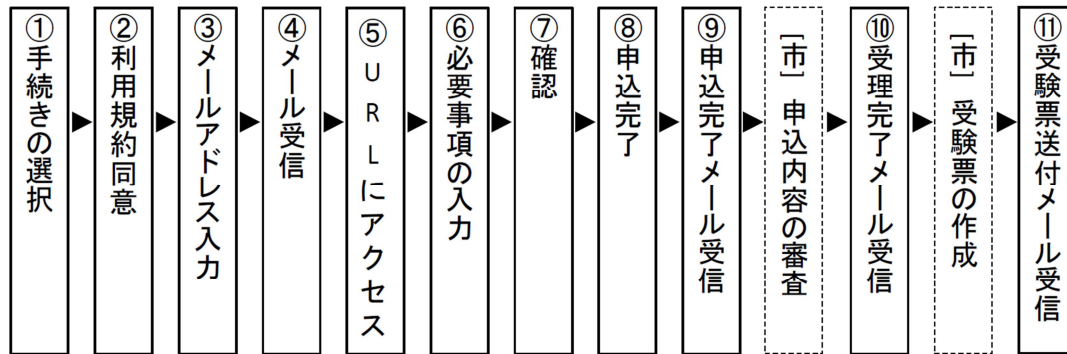 ①手続きの選択
②利用規約同意
③メールアドレス入力
④メール受信
⑤URLにアクセス
⑥必要事項の入力
⑦確認
⑧申込完了
⑨申込完了メール受信
［市］申込内容の審査
⑩受理完了メール受信
［市］受験票の作成
⑪受験票送付メール受信